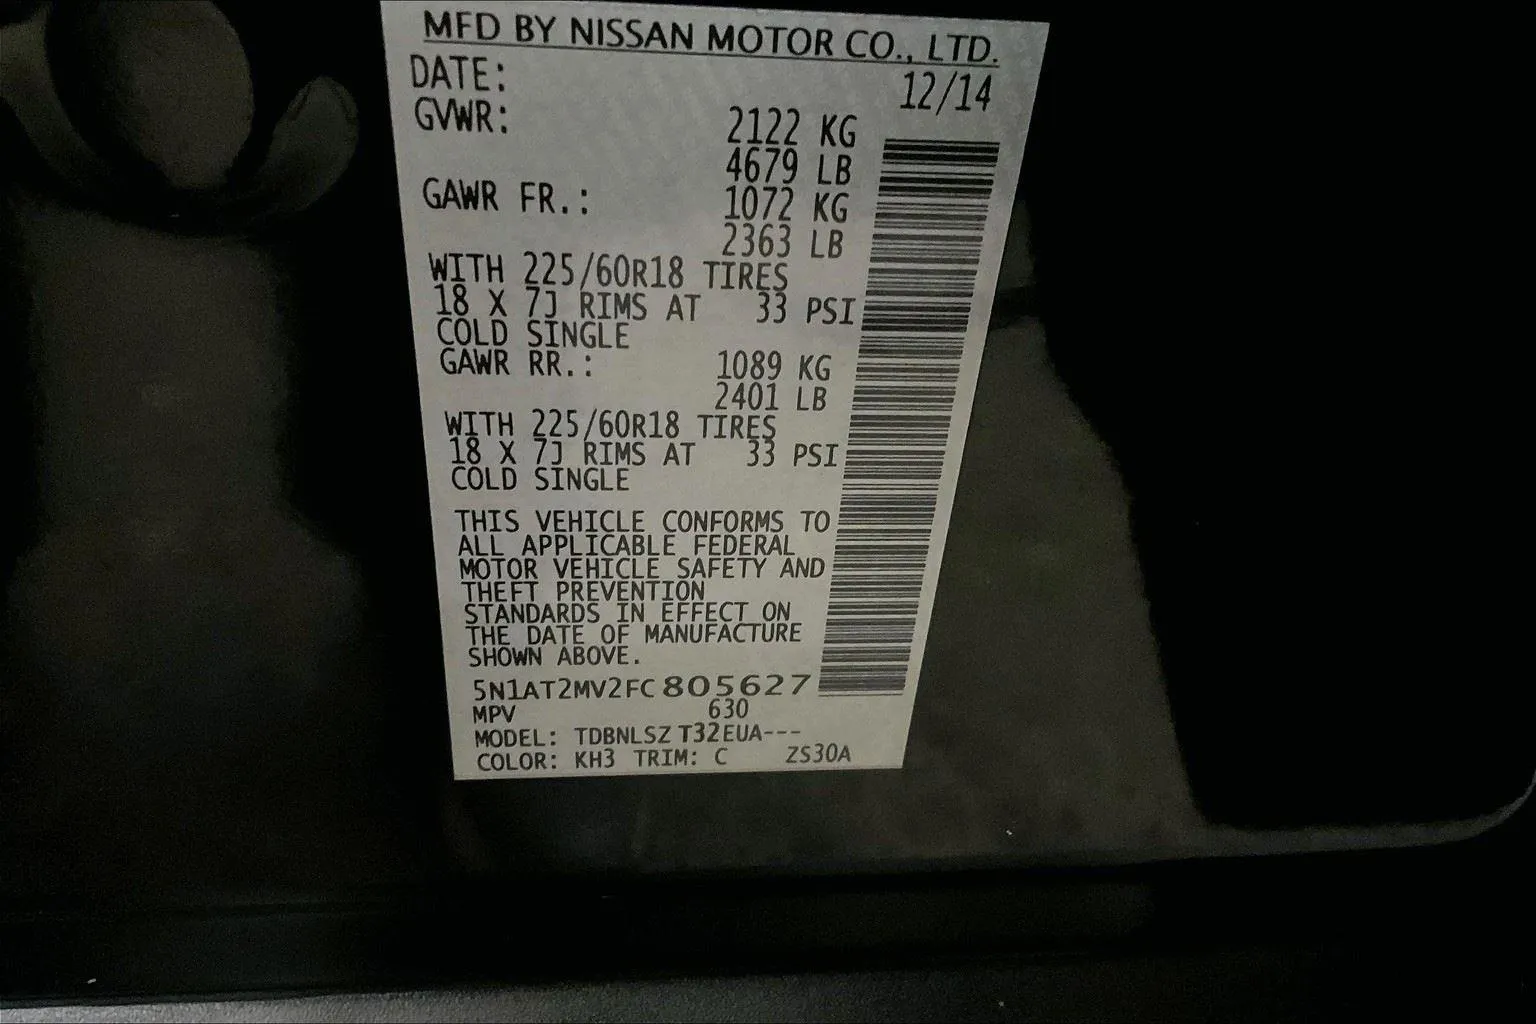 MFD BY NISSAN MOTOR CO., LTD.
DATE: 12/14
GVWR: 2122 KG
4679 LB
GAWR FR.: 1072 KG
2363 LB
WITH 225/60R18 TIRES
18 X 7J RIMS AT 33 PSI
COLD SINGLE
GAWR RR.: 1089 KG
2401 LB
WITH 225/60R18 TIRES
18 X 7J RIMS AT 33 PSI
COLD SINGLE
THIS VEHICLE CONFORMS TO
ALL APPLICABLE FEDERAL
MOTOR VEHICLE SAFETY AND
THEFT PREVENTION
STANDARDS IN EFFECT ON
THE DATE OF MANUFACTURE
SHOWN ABOVE.
5N1AT2MV2FC805627
MPV 630
MODEL: TDBNLSZ T32EUA---
COLOR: KH3 TRIM: C ZS30A